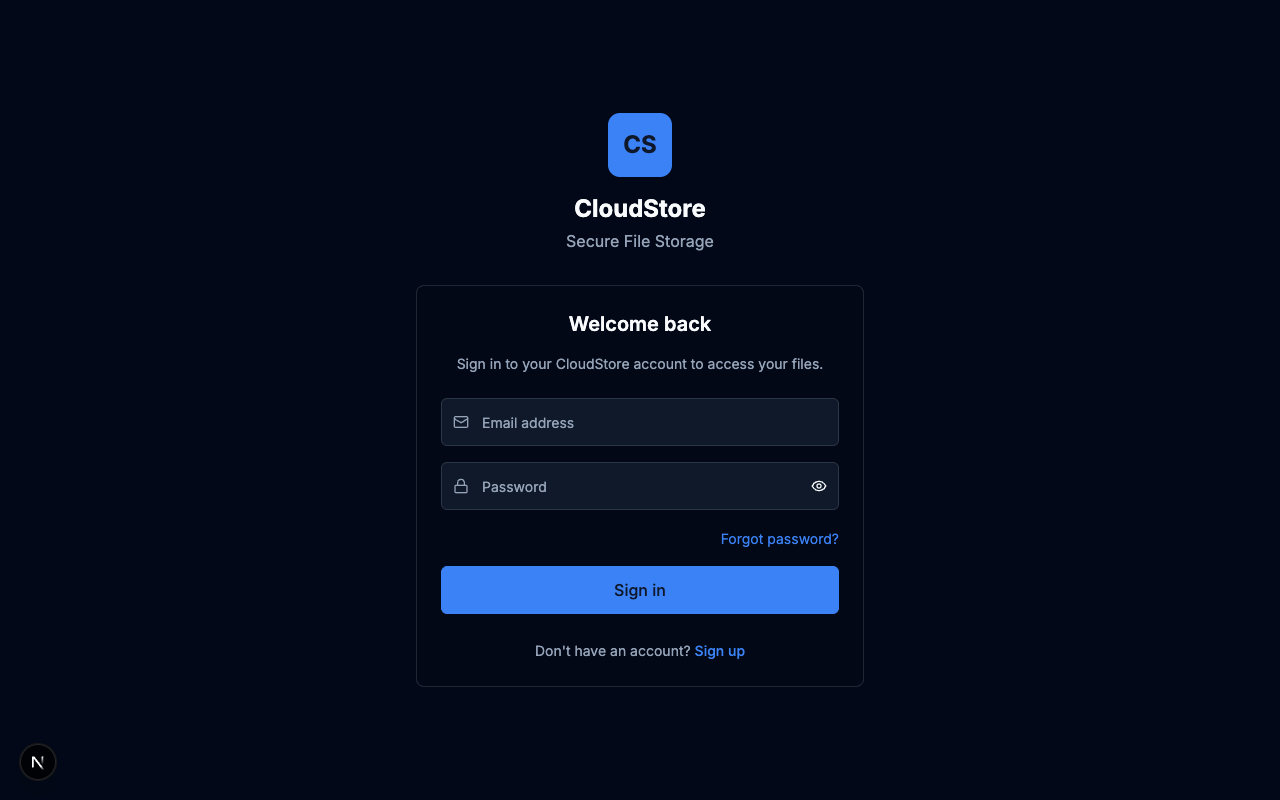 CS
CloudStore
Secure File Storage
Welcome back
Sign in to your CloudStore account to access your files.
Email address
Password
Forgot password?
Sign in
Don't have an account? Sign up
N